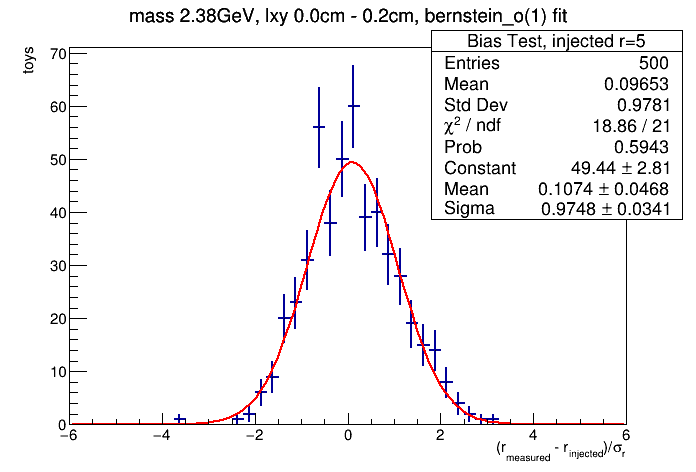 mass 2.38GeV, lxy 0.0cm - 0.2cm, bernstein_o(1) fit
Bias Test, injected r=5
Entries 500
Mean 0.09653
Std Dev 0.9781
χ² / ndf 18.86 / 21
Prob 0.5943
Constant 49.44 ± 2.81
Mean 0.1074 ± 0.0468
Sigma 0.9748 ± 0.0341
toys
70
60
50
40
30
20
10
0
−6 −4 −2 0 2 4 6
(r_measured - r_injected)/σ_r